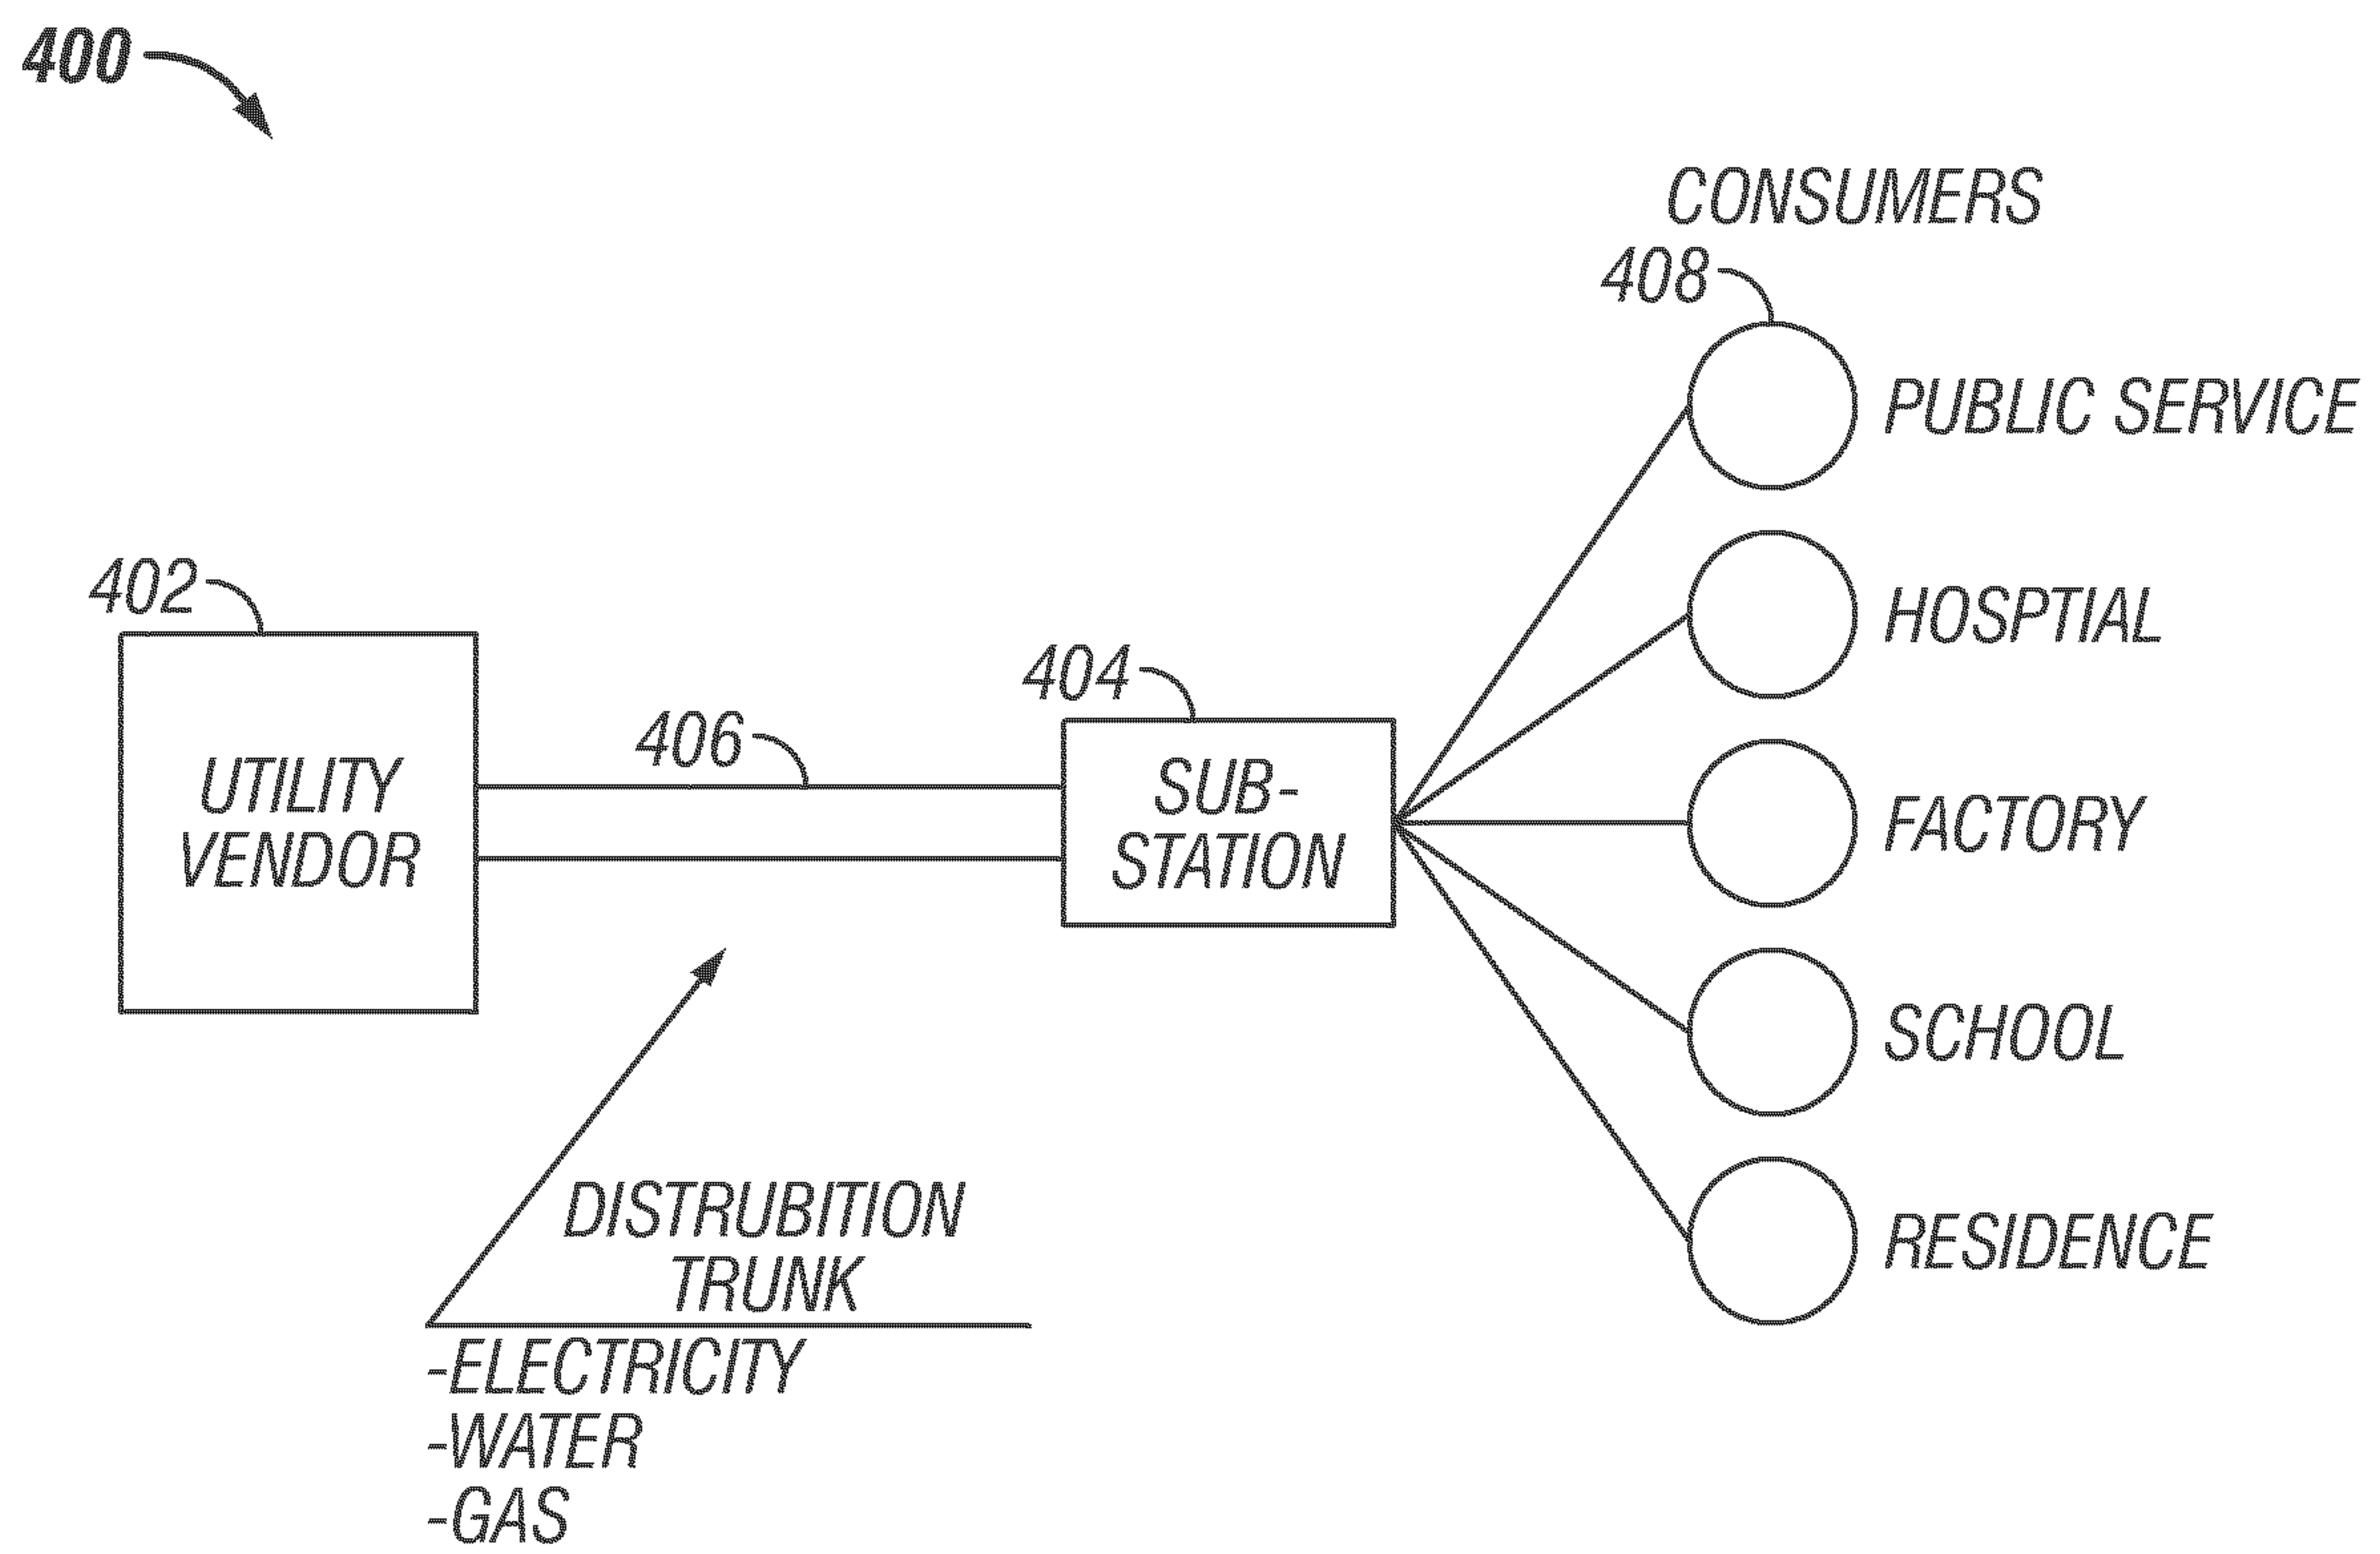 400
CONSUMERS
408
PUBLIC SERVICE
HOSPTIAL
FACTORY
SCHOOL
RESIDENCE
402
UTILITY
VENDOR
406
404
SUB-
STATION
DISTRUBITION
TRUNK
-ELECTRICITY
-WATER
-GAS